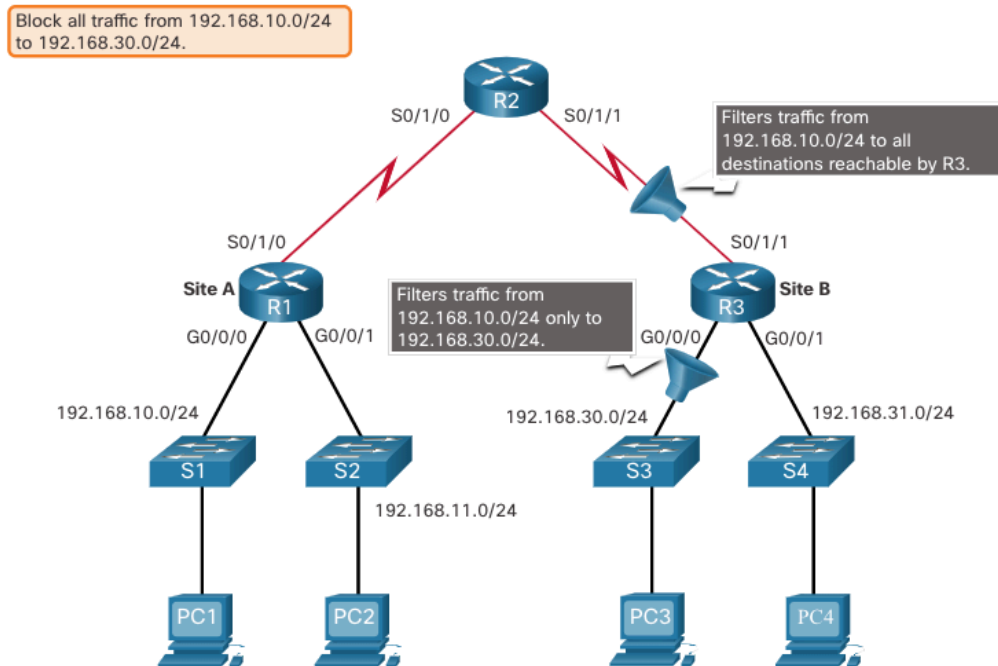 Block all traffic from 192.168.10.0/24
to 192.168.30.0/24.
R2
S0/1/0
S0/1/1
Filters traffic from
192.168.10.0/24 to all
destinations reachable by R3.
S0/1/0
S0/1/1
Site A
R1
Filters traffic from
192.168.10.0/24 only to
192.168.30.0/24.
R3
Site B
G0/0/0
G0/0/1
G0/0/0
G0/0/1
192.168.10.0/24
192.168.30.0/24
192.168.31.0/24
S1
S2
S3
S4
192.168.11.0/24
PC1
PC2
PC3
PC4